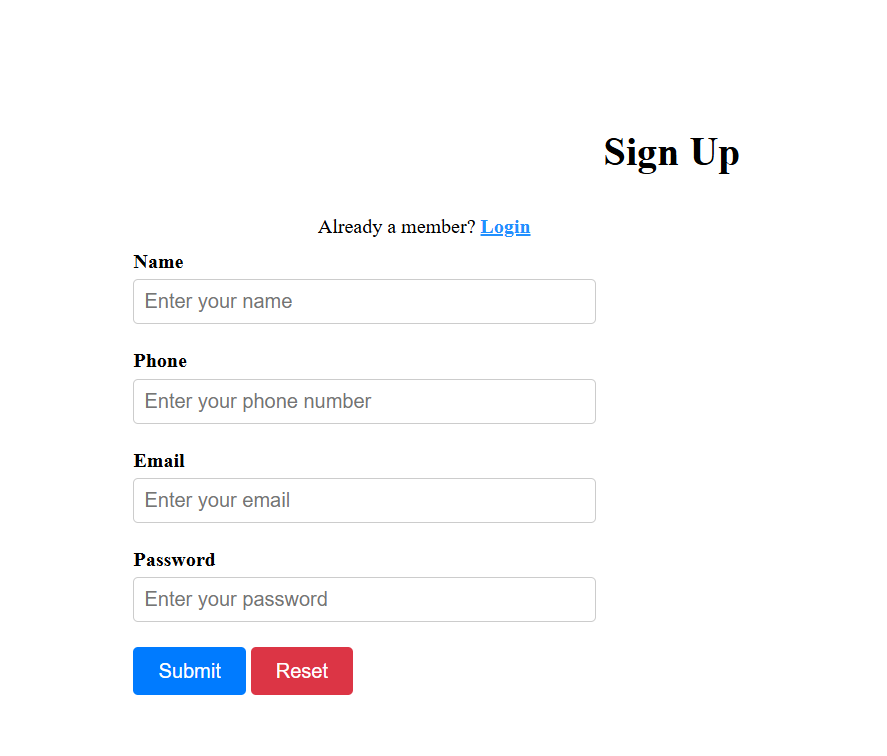 Sign Up
Already a member? Login
Name
Enter your name
Phone
Enter your phone number
Email
Enter your email
Password
Enter your password
Submit Reset